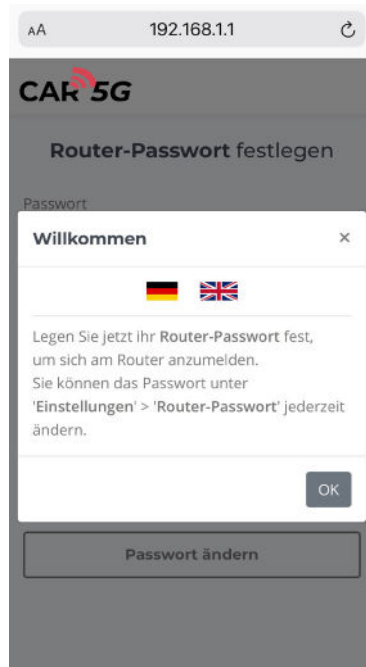 AA
192.168.1.1
CAR 5G
Router-Passwort festlegen
Passwort
Willkommen
×
Legen Sie jetzt ihr Router-Passwort fest,
um sich am Router anzumelden.
Sie können das Passwort unter
'Einstellungen' > 'Router-Passwort' jederzeit
ändern.
OK
Passwort ändern